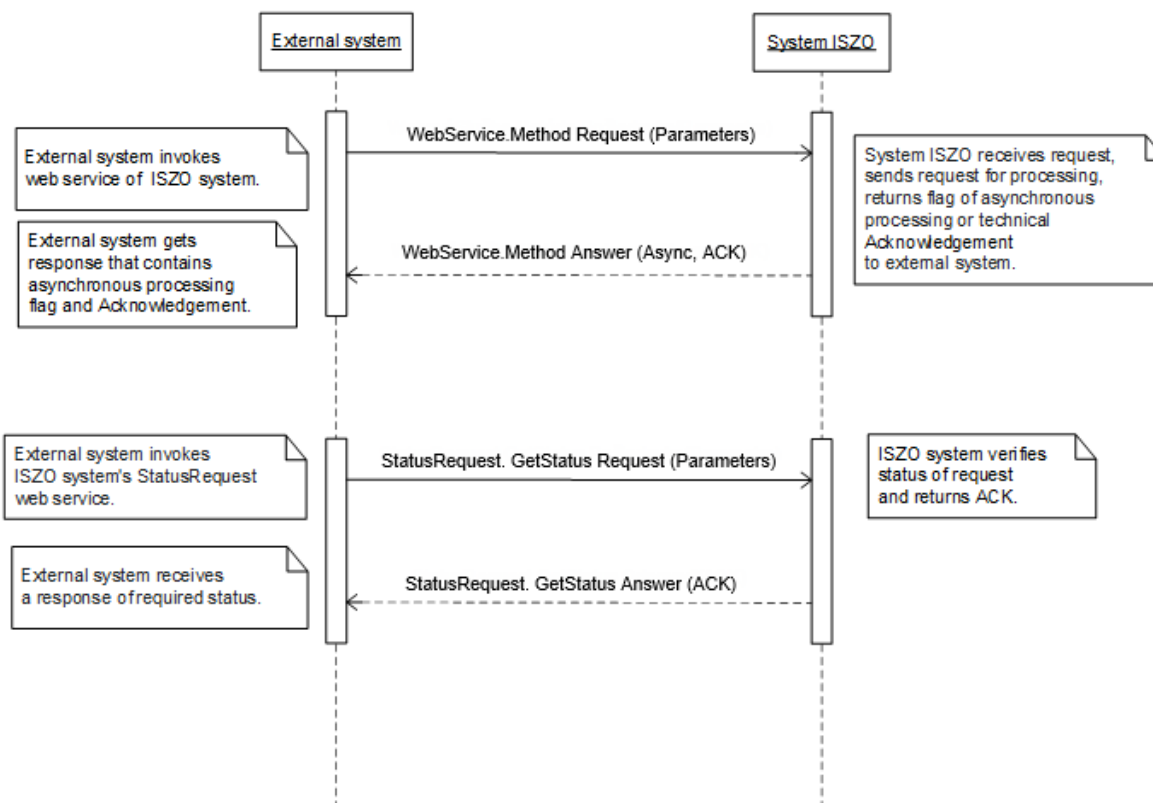 External system
System ISZO
WebService.Method Request (Parameters)
External system invokes
web service of ISZO system.
System ISZO receives request,
sends request for processing,
returns flag of asynchronous
processing or technical
Acknowledgement
to external system.
External system gets
response that contains
asynchronous processing
flag and Acknowledgement.
WebService.Method Answer (Async, ACK)
External system invokes
ISZO system's StatusRequest
web service.
StatusRequest. GetStatus Request (Parameters)
ISZO system verifies
status of request
and returns ACK.
External system receives
a response of required status.
StatusRequest. GetStatus Answer (ACK)